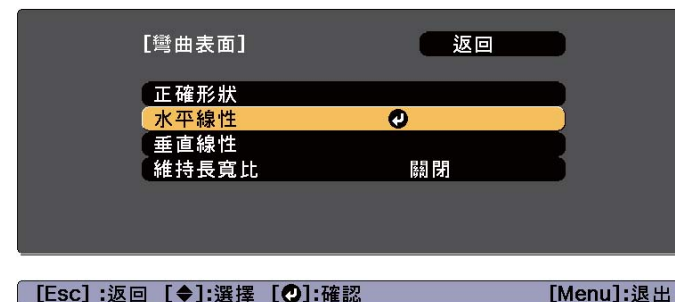 [彎曲表面] 返回
正確形狀
水平線性
垂直線性
維持長寬比 關閉
[Esc] :返回 [◆]:選擇 [↵]:確認 [Menu]:退出